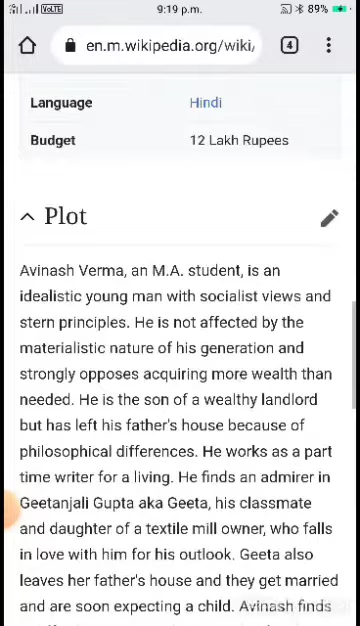 VoLTE
9:19 p.m.
89%
en.m.wikipedia.org/wiki/
4
Language Hindi
Budget 12 Lakh Rupees
Plot
Avinash Verma, an M.A. student, is an
idealistic young man with socialist views and
stern principles. He is not affected by the
materialistic nature of his generation and
strongly opposes acquiring more wealth than
needed. He is the son of a wealthy landlord
but has left his father's house because of
philosophical differences. He works as a part
time writer for a living. He finds an admirer in
Geetanjali Gupta aka Geeta, his classmate
and daughter of a textile mill owner, who falls
in love with him for his outlook. Geeta also
leaves her father's house and they get married
and are soon expecting a child. Avinash finds